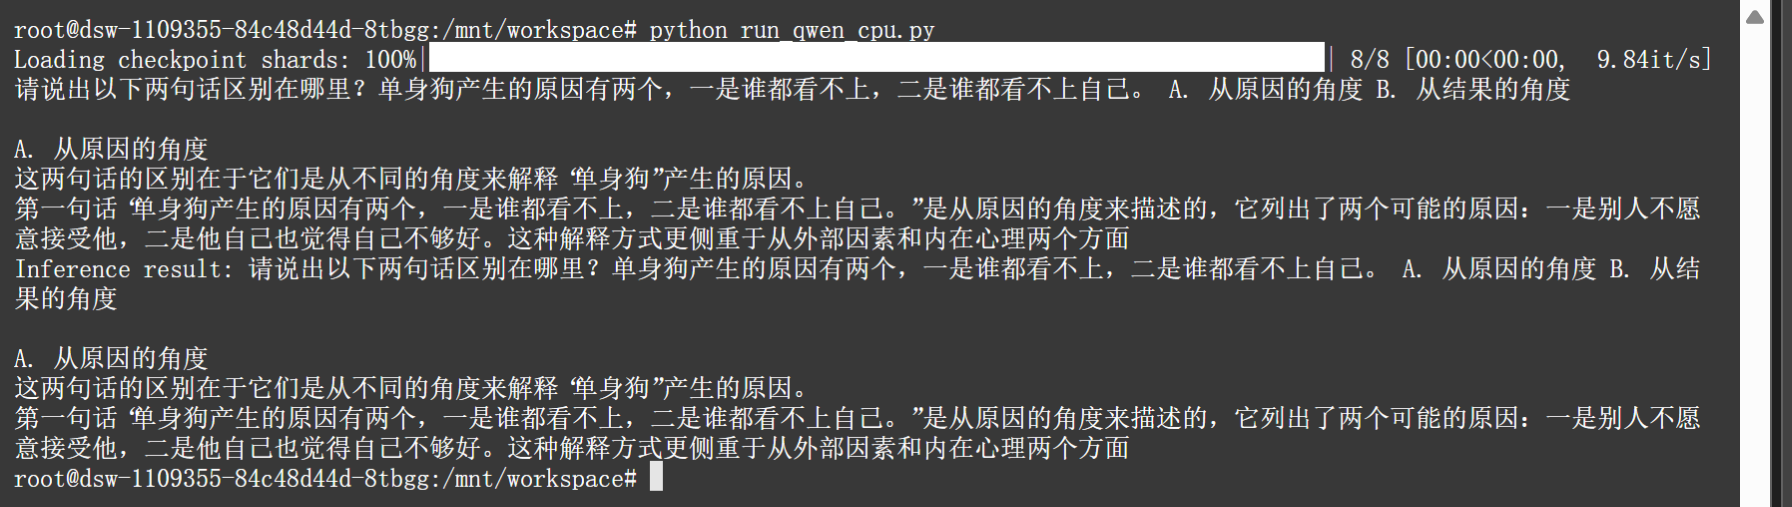 root@dsw-1109355-84c48d44d-8tbgg:/mnt/workspace# python run_qwen_cpu.py
Loading checkpoint shards: 100%| | 8/8 [00:00<00:00, 9.84it/s]
请说出以下两句话区别在哪里？单身狗产生的原因有两个，一是谁都看不上，二是谁都看不上自己。 A. 从原因的角度 B. 从结果的角度
A. 从原因的角度
这两句话的区别在于它们是从不同的角度来解释“单身狗”产生的原因。
第一句话“单身狗产生的原因有两个，一是谁都看不上，二是谁都看不上自己。”是从原因的角度来描述的，它列出了两个可能的原因：一是别人不愿
意接受他，二是他自己也觉得自己不够好。这种解释方式更侧重于从外部因素和内在心理两个方面
Inference result: 请说出以下两句话区别在哪里？单身狗产生的原因有两个，一是谁都看不上，二是谁都看不上自己。 A. 从原因的角度 B. 从结
果的角度
A. 从原因的角度
这两句话的区别在于它们是从不同的角度来解释“单身狗”产生的原因。
第一句话“单身狗产生的原因有两个，一是谁都看不上，二是谁都看不上自己。”是从原因的角度来描述的，它列出了两个可能的原因：一是别人不愿
意接受他，二是他自己也觉得自己不够好。这种解释方式更侧重于从外部因素和内在心理两个方面
root@dsw-1109355-84c48d44d-8tbgg:/mnt/workspace#